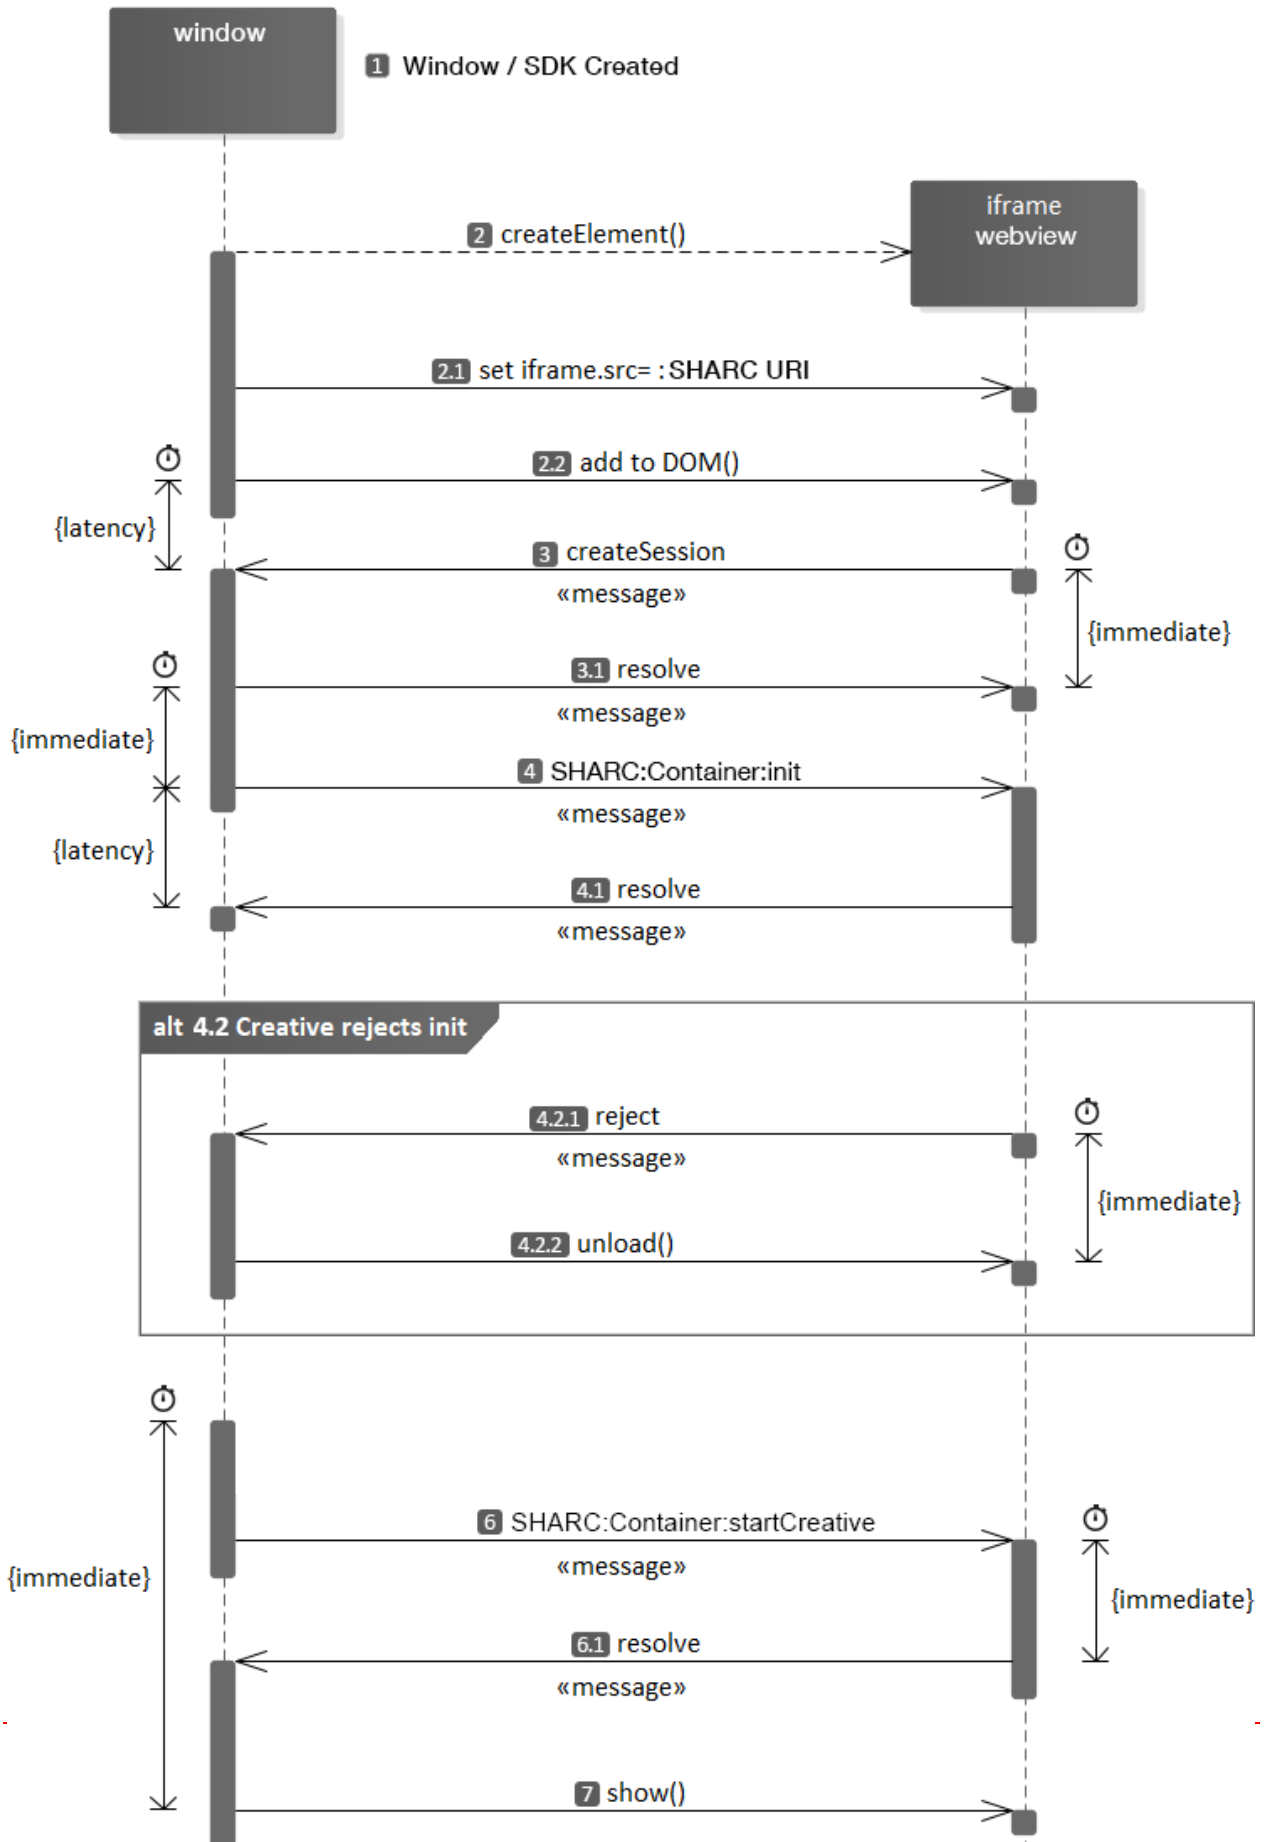 window
1 Window / SDK Created
iframe
webview
2 createElement()
2.1 set iframe.src= :SHARC URI
2.2 add to DOM()
{latency}
3 createSession
«message»
{immediate}
3.1 resolve
«message»
{immediate}
4 SHARC:Container:init
«message»
{latency}
4.1 resolve
«message»
alt 4.2 Creative rejects init
4.2.1 reject
«message»
{immediate}
4.2.2 unload()
6 SHARC:Container:startCreative
«message»
{immediate}
{immediate}
6.1 resolve
«message»
7 show()